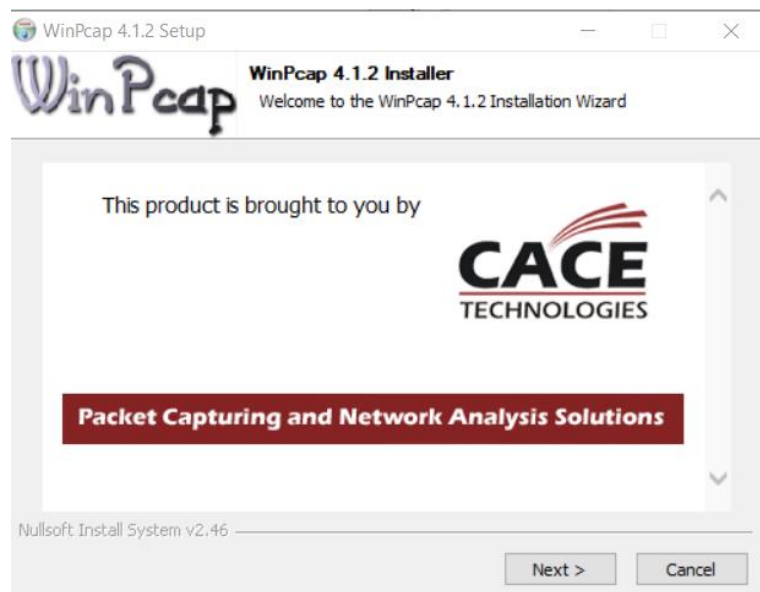 WinPcap 4.1.2 Setup
WinPcap
WinPcap 4.1.2 Installer
Welcome to the WinPcap 4.1.2 Installation Wizard
This product is brought to you by
CACE
TECHNOLOGIES
Packet Capturing and Network Analysis Solutions
Nullsoft Install System v2.46
Next >
Cancel